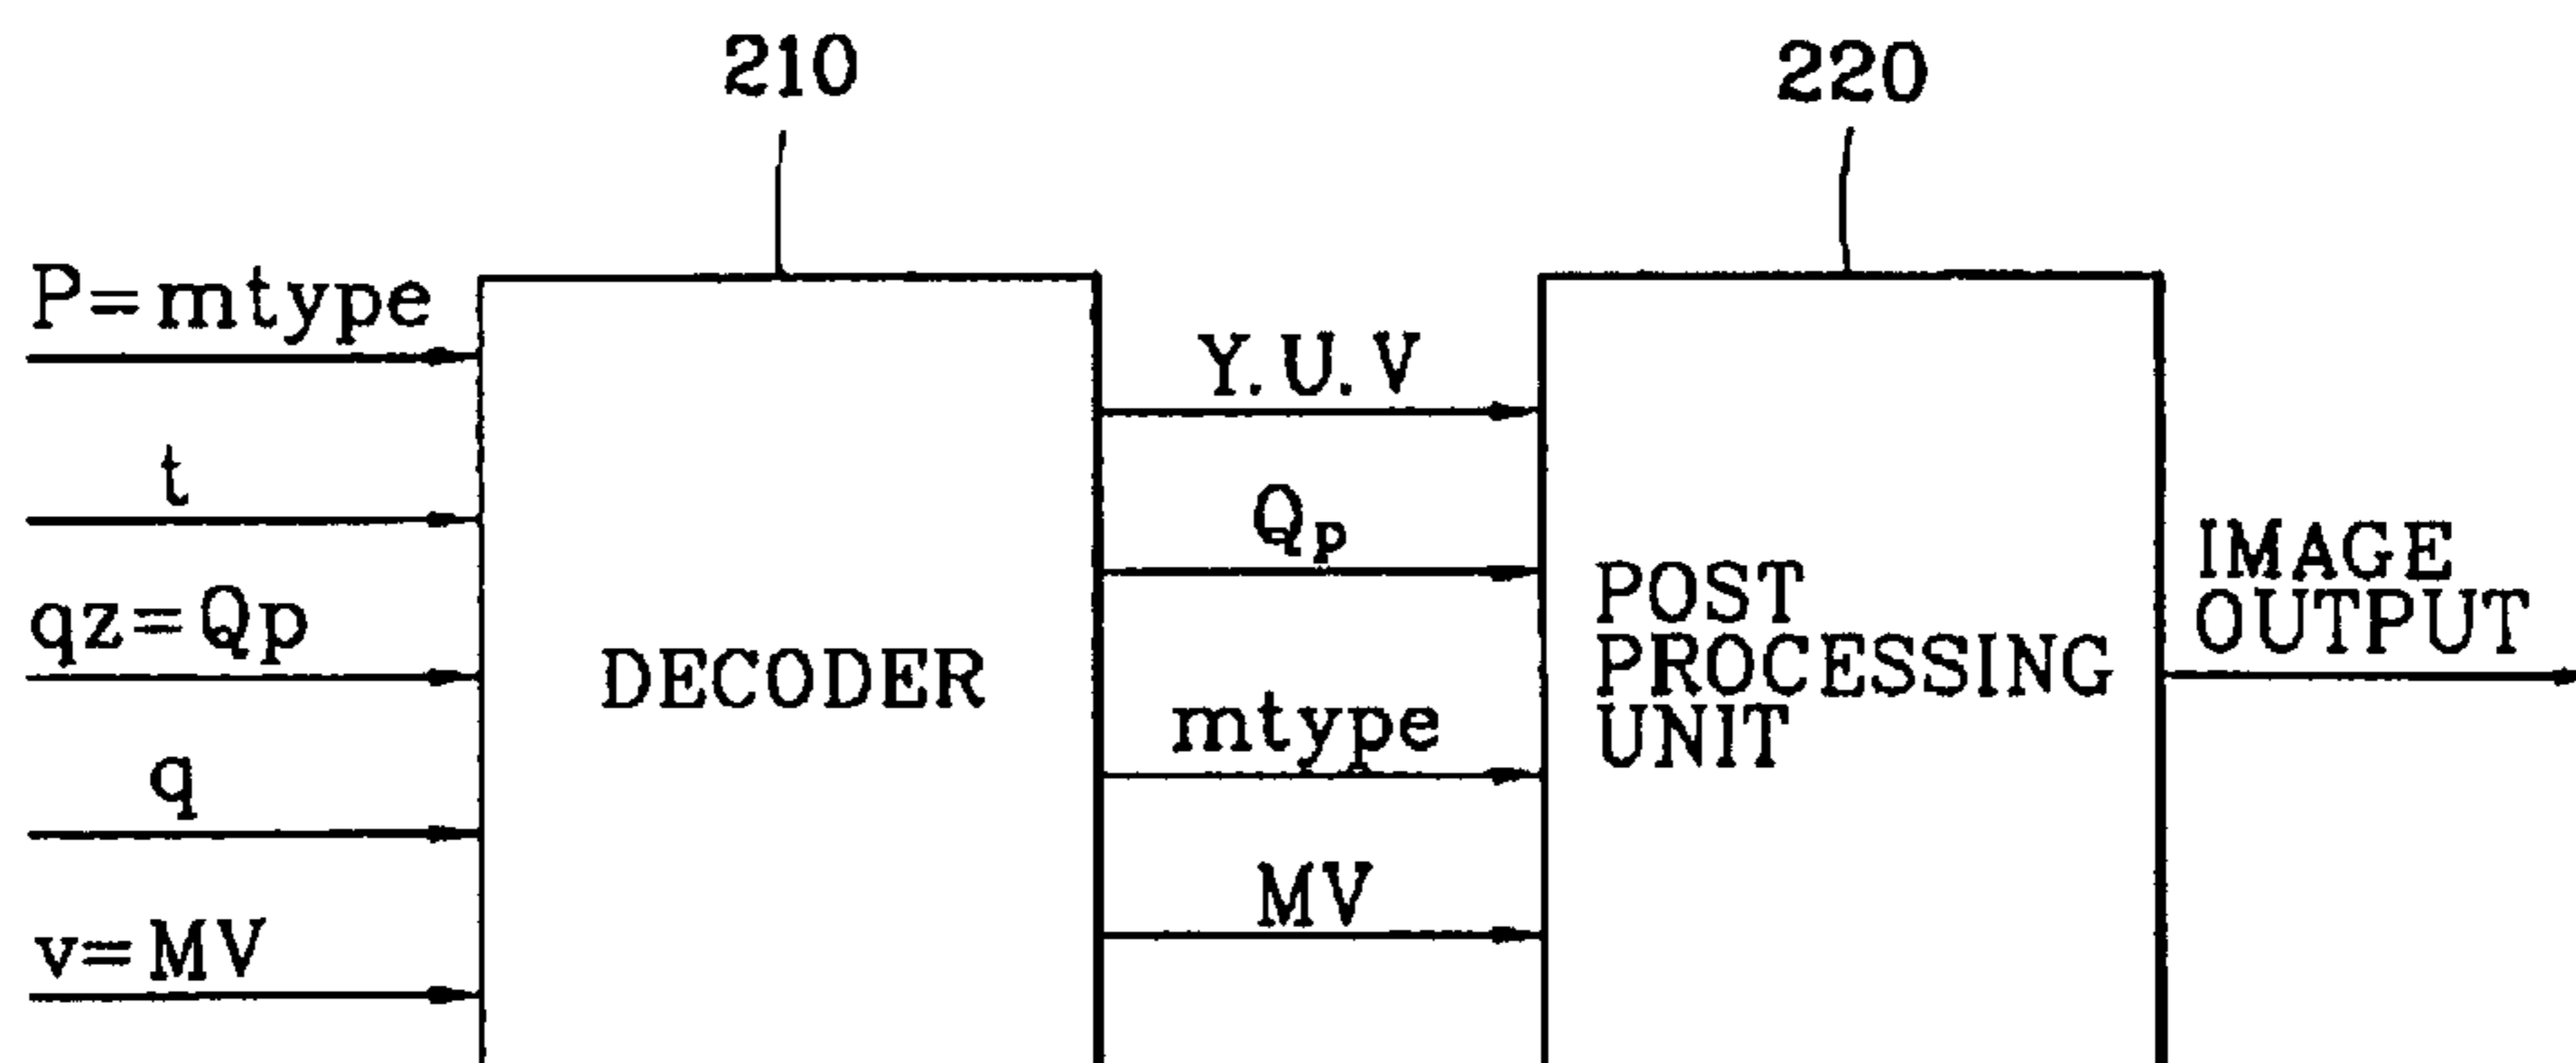 210
220
P=mtype
t
qz=Qp
q
v=MV
DECODER
Y.U.V
Qp
mtype
MV
POST
PROCESSING
UNIT
IMAGE
OUTPUT